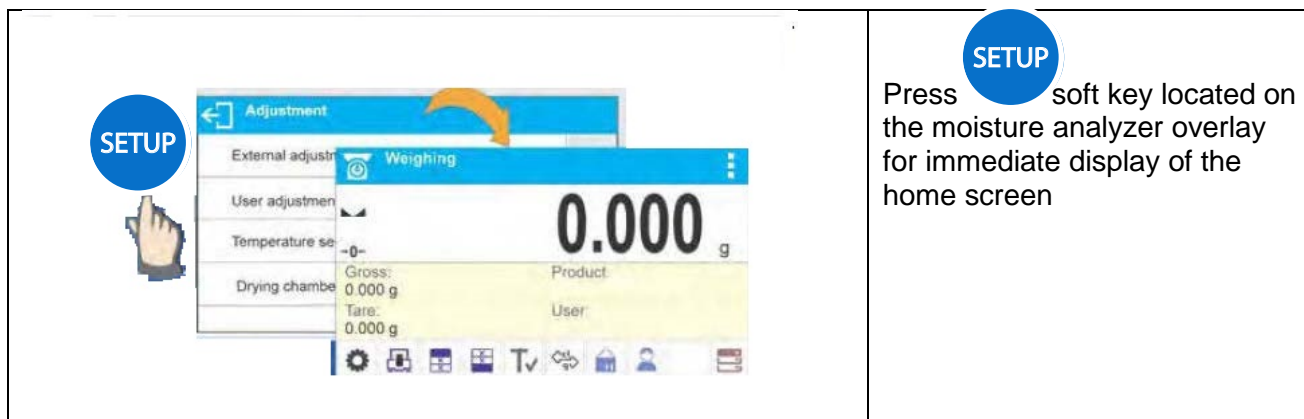 SETUP
Adjustment
External adjustm
User adjustmen
Temperature se
Drying chambe
Weighing
0.000 g
-0-
Gross:
0.000 g
Product:
Tare:
0.000 g
User:
SETUP
Press soft key located on
the moisture analyzer overlay
for immediate display of the
home screen